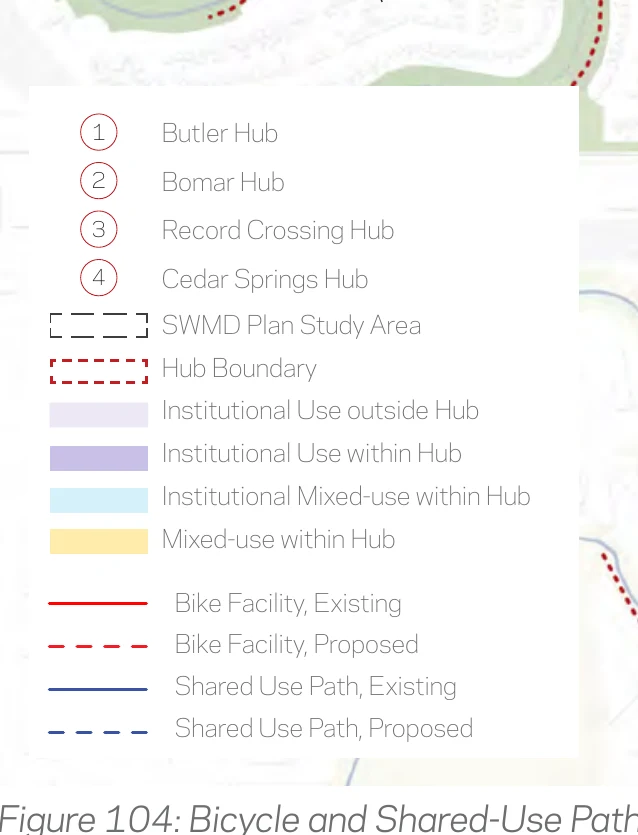 1 Butler Hub
2 Bomar Hub
3 Record Crossing Hub
4 Cedar Springs Hub
SWMD Plan Study Area
Hub Boundary
Institutional Use outside Hub
Institutional Use within Hub
Institutional Mixed-use within Hub
Mixed-use within Hub
Bike Facility, Existing
Bike Facility, Proposed
Shared Use Path, Existing
Shared Use Path, Proposed
Figure 104: Bicycle and Shared-Use Path